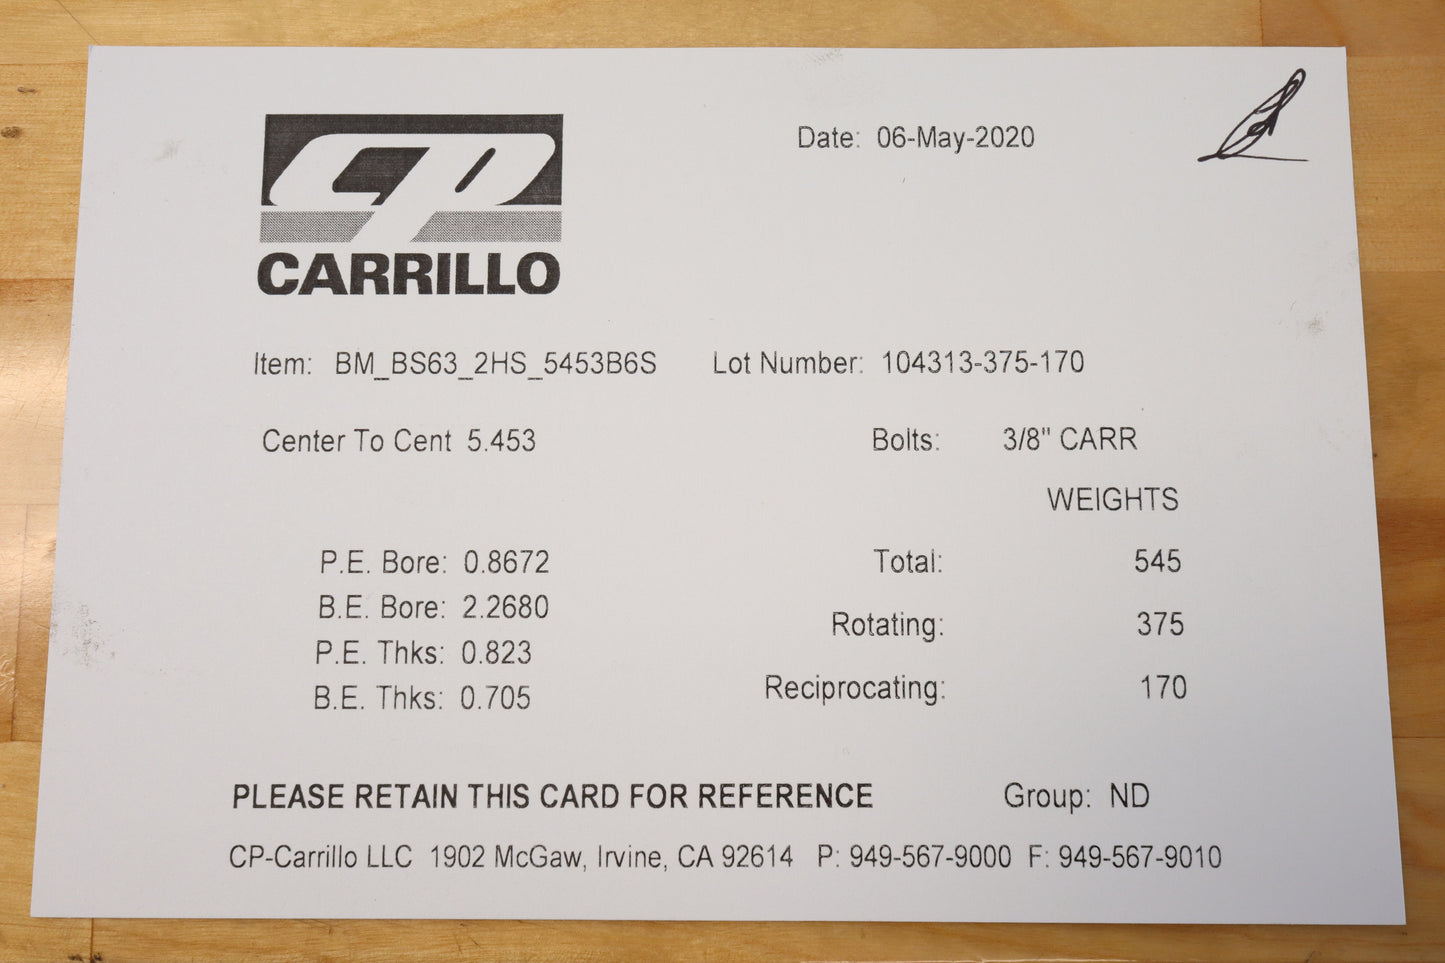 CP
CARRILLO
Date: 06-May-2020
Item: BM_BS63_2HS_5453B6S Lot Number: 104313-375-170
Center To Cent 5.453 Bolts: 3/8" CARR
WEIGHTS
P.E. Bore: 0.8672 Total: 545
B.E. Bore: 2.2680 Rotating: 375
P.E. Thks: 0.823
B.E. Thks: 0.705 Reciprocating: 170
PLEASE RETAIN THIS CARD FOR REFERENCE Group: ND
CP-Carrillo LLC 1902 McGaw, Irvine, CA 92614 P: 949-567-9000 F: 949-567-9010